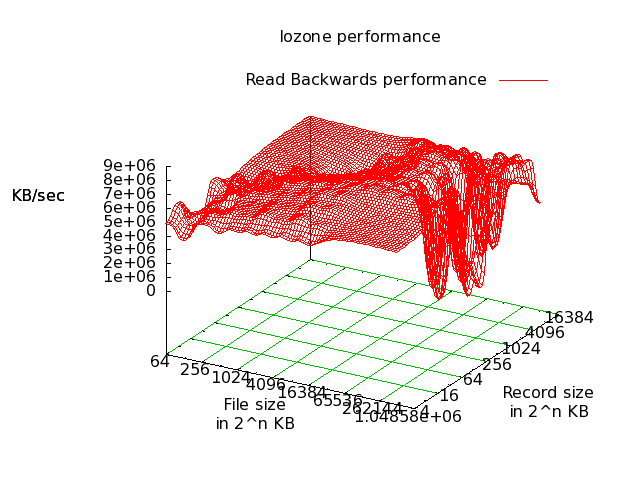 Iozone performance
Read Backwards performance
9e+06
8e+06
7e+06
6e+06
5e+06
4e+06
3e+06
2e+06
1e+06
0
KB/sec
64
256
1024
4096
16384
65536
262144
1.04858e+06
File size
in 2^n KB
4
16
64
256
1024
4096
16384
Record size
in 2^n KB